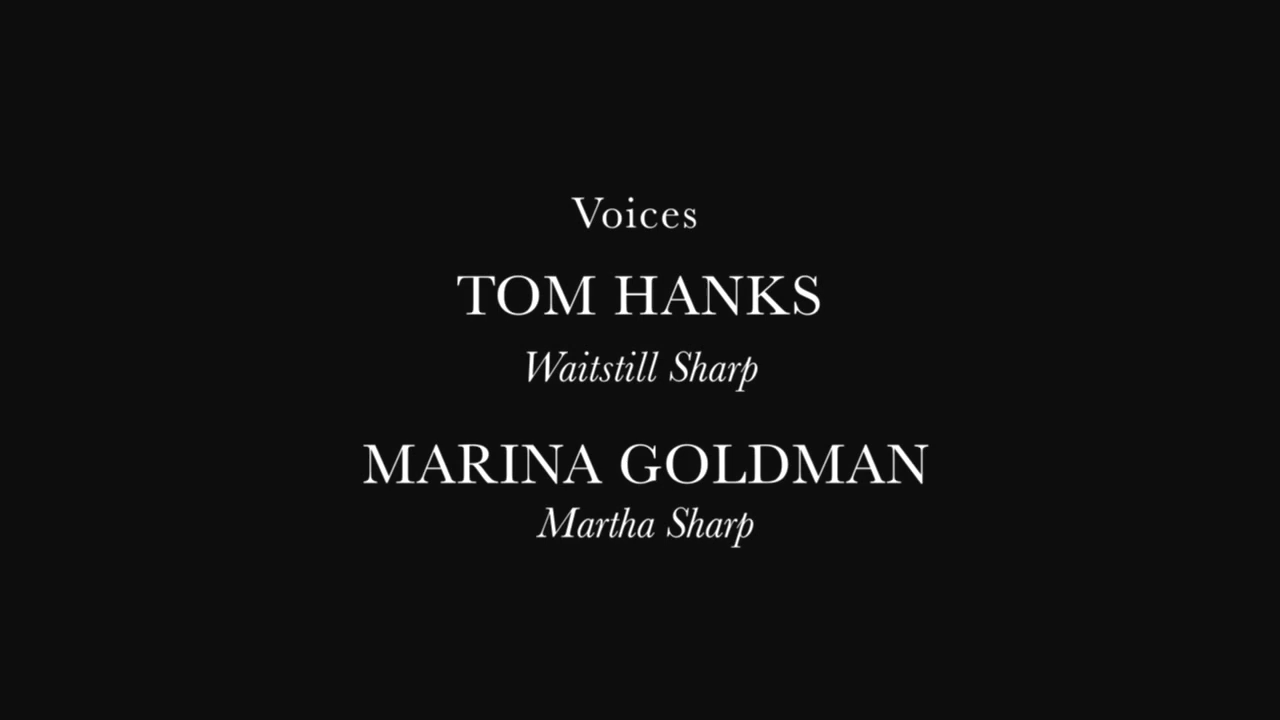 Voices
TOM HANKS
Waitstill Sharp
MARINA GOLDMAN
Martha Sharp